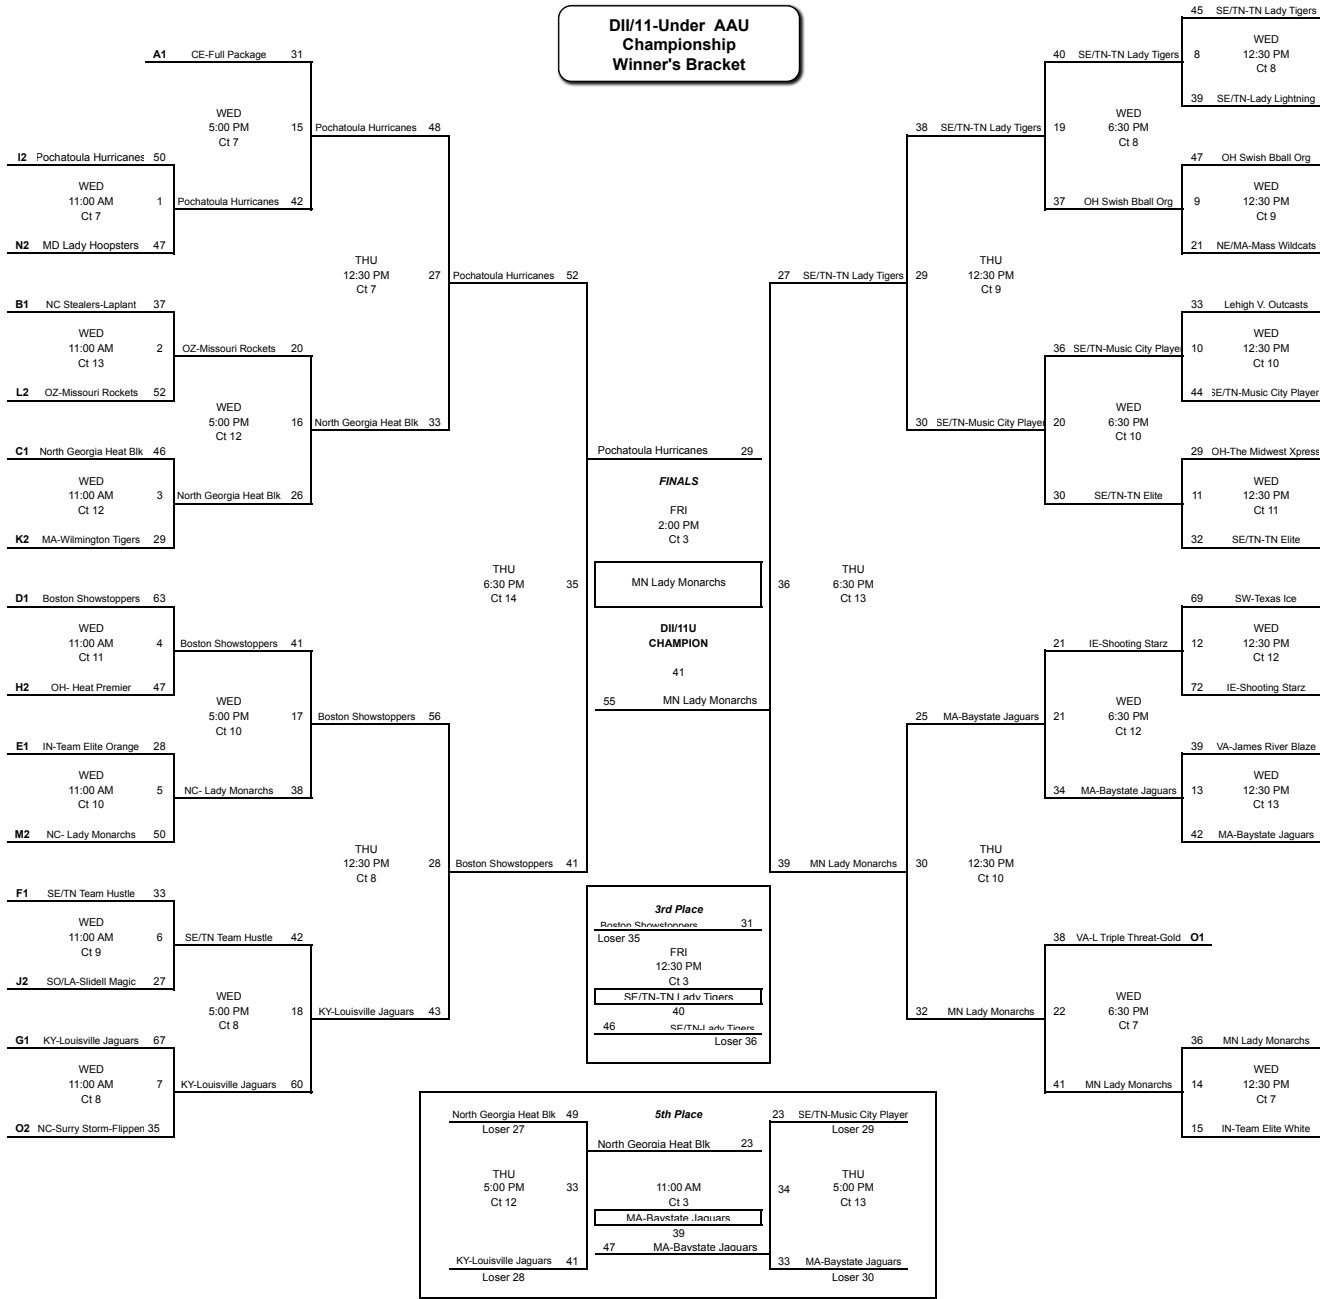 DII/11-Under AAU
Championship
Winner's Bracket
A1 CE-Full Package 31
WED
5:00 PM
Ct 7
15 Pochatoula Hurricanes 48
I2 Pochatoula Hurricanes 50
WED
11:00 AM
Ct 7
1 Pochatoula Hurricanes 42
N2 MD Lady Hoopsters 47
THU
12:30 PM
Ct 7
27 Pochatoula Hurricanes 52
B1 NC Stealers-Laplant 37
WED
11:00 AM
Ct 13
2 OZ-Missouri Rockets 20
L2 OZ-Missouri Rockets 52
WED
5:00 PM
Ct 12
16 North Georgia Heat Blk 33
C1 North Georgia Heat Blk 46
WED
11:00 AM
Ct 12
3 North Georgia Heat Blk 26
K2 MA-Wilmington Tigers 29
THU
6:30 PM
Ct 14
35
D1 Boston Showstoppers 63
WED
11:00 AM
Ct 11
4 Boston Showstoppers 41
H2 OH- Heat Premier 47
WED
5:00 PM
Ct 10
17 Boston Showstoppers 56
E1 IN-Team Elite Orange 28
WED
11:00 AM
Ct 10
5 NC- Lady Monarchs 38
M2 NC- Lady Monarchs 50
THU
12:30 PM
Ct 8
28 Boston Showstoppers 41
F1 SE/TN Team Hustle 33
WED
11:00 AM
Ct 9
6 SE/TN Team Hustle 42
J2 SO/LA-Slidell Magic 27
WED
5:00 PM
Ct 8
18 KY-Louisville Jaguars 43
G1 KY-Louisville Jaguars 67
WED
11:00 AM
Ct 8
7 KY-Louisville Jaguars 60
O2 NC-Surry Storm-Flippen 35
Pochatoula Hurricanes 29
FINALS
FRI
2:00 PM
Ct 3
MN Lady Monarchs
DII/11U
CHAMPION
41
55 MN Lady Monarchs
45 SE/TN-TN Lady Tigers
WED
12:30 PM
Ct 8
40 SE/TN-TN Lady Tigers 8
39 SE/TN-Lady Lightning
WED
6:30 PM
Ct 8
38 SE/TN-TN Lady Tigers 19
47 OH Swish Bball Org
WED
12:30 PM
Ct 9
37 OH Swish Bball Org 9
21 NE/MA-Mass Wildcats
THU
12:30 PM
Ct 9
27 SE/TN-TN Lady Tigers 29
33 Lehigh V. Outcasts
WED
12:30 PM
Ct 10
36 SE/TN-Music City Player 10
44 SE/TN-Music City Player
WED
6:30 PM
Ct 10
30 SE/TN-Music City Player 20
29 OH-The Midwest Xpress
WED
12:30 PM
Ct 11
30 SE/TN-TN Elite 11
32 SE/TN-TN Elite
36
THU
6:30 PM
Ct 13
69 SW-Texas Ice
WED
12:30 PM
Ct 12
21 IE-Shooting Starz 12
72 IE-Shooting Starz
WED
6:30 PM
Ct 12
25 MA-Baystate Jaguars 21
39 VA-James River Blaze
WED
12:30 PM
Ct 13
34 MA-Baystate Jaguars 13
42 MA-Baystate Jaguars
THU
12:30 PM
Ct 10
39 MN Lady Monarchs 30
38 VA-L Triple Threat-Gold O1
WED
6:30 PM
Ct 7
32 MN Lady Monarchs 22
36 MN Lady Monarchs
WED
12:30 PM
Ct 7
41 MN Lady Monarchs 14
15 IN-Team Elite White
3rd Place
Boston Showstoppers 31
Loser 35
FRI
12:30 PM
Ct 3
SE/TN-TN Lady Tigers
40
46 SE/TN-Lady Tigers
Loser 36
5th Place
North Georgia Heat Blk 49
Loser 27
THU
5:00 PM
Ct 12
33
KY-Louisville Jaguars 41
Loser 28
North Georgia Heat Blk 23
11:00 AM
Ct 3
MA-Baystate Jaguars
39
47 MA-Baystate Jaguars
23 SE/TN-Music City Player
Loser 29
34
THU
5:00 PM
Ct 13
33 MA-Baystate Jaguars
Loser 30